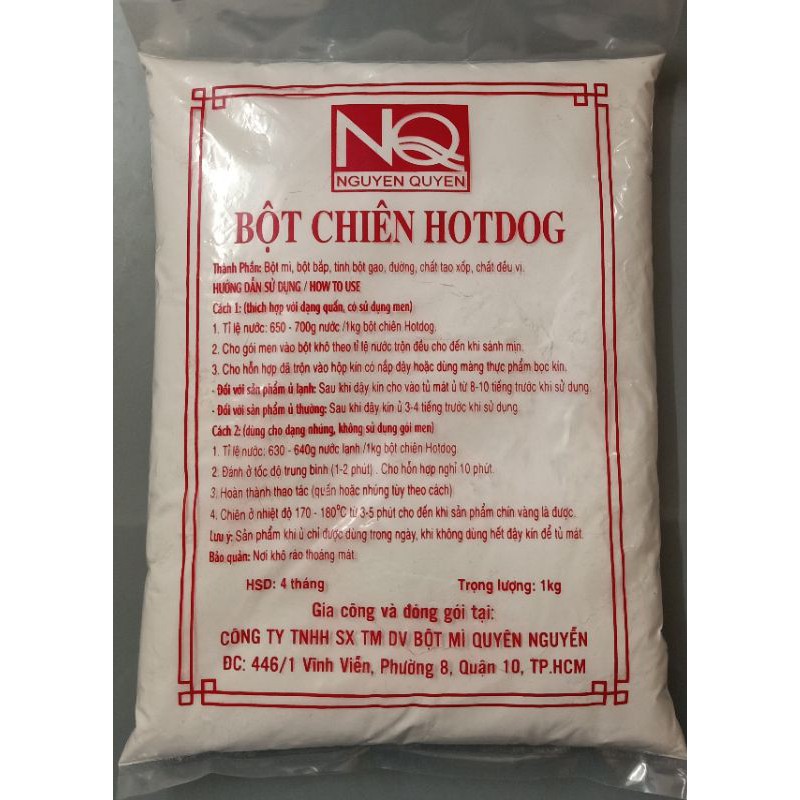 NQ
NGUYEN QUYEN
BỘT CHIÊN HOTDOG
Thành Phần: Bột mì, bột bắp, tinh bột gạo, đường, chất tạo xốp, chất đều vị.
HƯỚNG DẪN SỬ DỤNG / HOW TO USE
Cách 1: (thích hợp với dạng quấn, có sử dụng men)
1. Tỉ lệ nước: 650 - 700g nước /1kg bột chiên Hotdog.
2. Cho gói men vào bột khô theo tỉ lệ nước trộn đều cho đến khi sánh mịn.
3. Cho hỗn hợp đã trộn vào hộp kín có nắp đậy hoặc dùng màng thực phẩm bọc kín.
- Đối với sản phẩm ủ lạnh: Sau khi đậy kín cho vào tủ mát ủ từ 8-10 tiếng trước khi sử dụng.
- Đối với sản phẩm ủ thường: Sau khi đậy kín ủ 3-4 tiếng trước khi sử dụng.
Cách 2: (dùng cho dạng nhúng, không sử dụng gói men)
1. Tỉ lệ nước: 630 - 640g nước lạnh /1kg bột chiên Hotdog.
2. Đánh ở tốc độ trung bình (1-2 phút) . Cho hỗn hợp nghỉ 10 phút.
3. Hoàn thành thao tác (quấn hoặc nhúng tùy theo cách)
4. Chiên ở nhiệt độ 170 - 180°C từ 3-5 phút cho đến khi sản phẩm chín vàng là được.
Lưu ý: Sản phẩm khi ủ chỉ được dùng trong ngày, khi không dùng hết đậy kín để tủ mát.
Bảo quản: Nơi khô ráo thoáng mát.
HSD: 4 tháng Trọng lượng: 1kg
Gia công và đóng gói tại:
CÔNG TY TNHH SX TM DV BỘT MÌ QUYÊN NGUYỄN
ĐC: 446/1 Vĩnh Viễn, Phường 8, Quận 10, TP.HCM